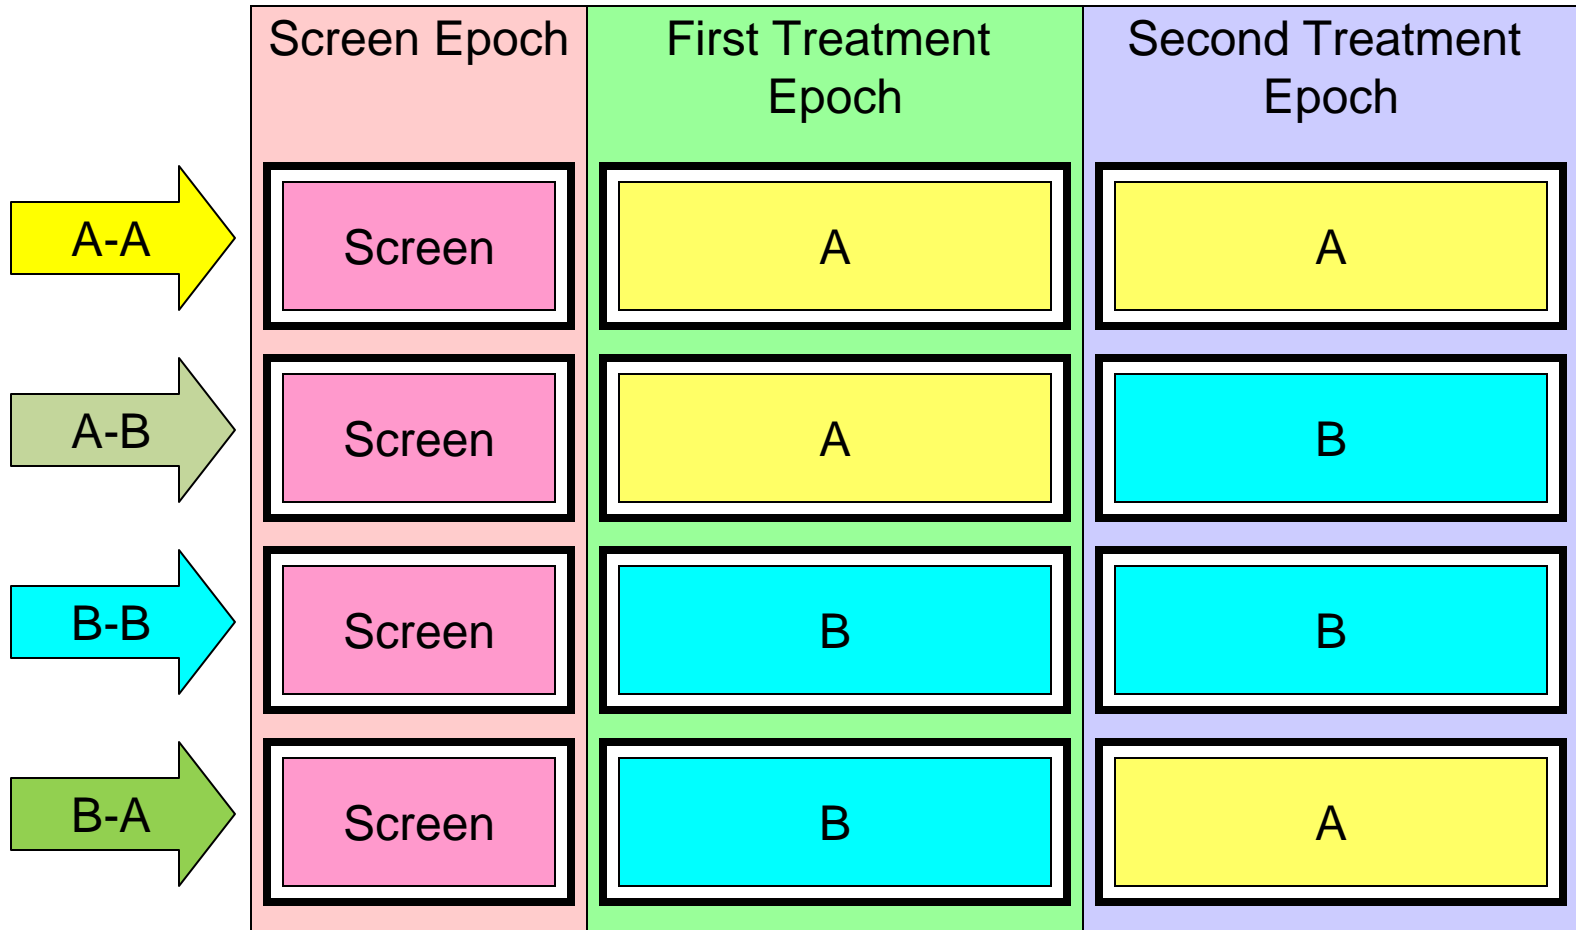 Screen Epoch
First Treatment
Epoch
Second Treatment
Epoch
A-A
Screen
A
A
A-B
Screen
A
B
B-B
Screen
B
B
B-A
Screen
B
A